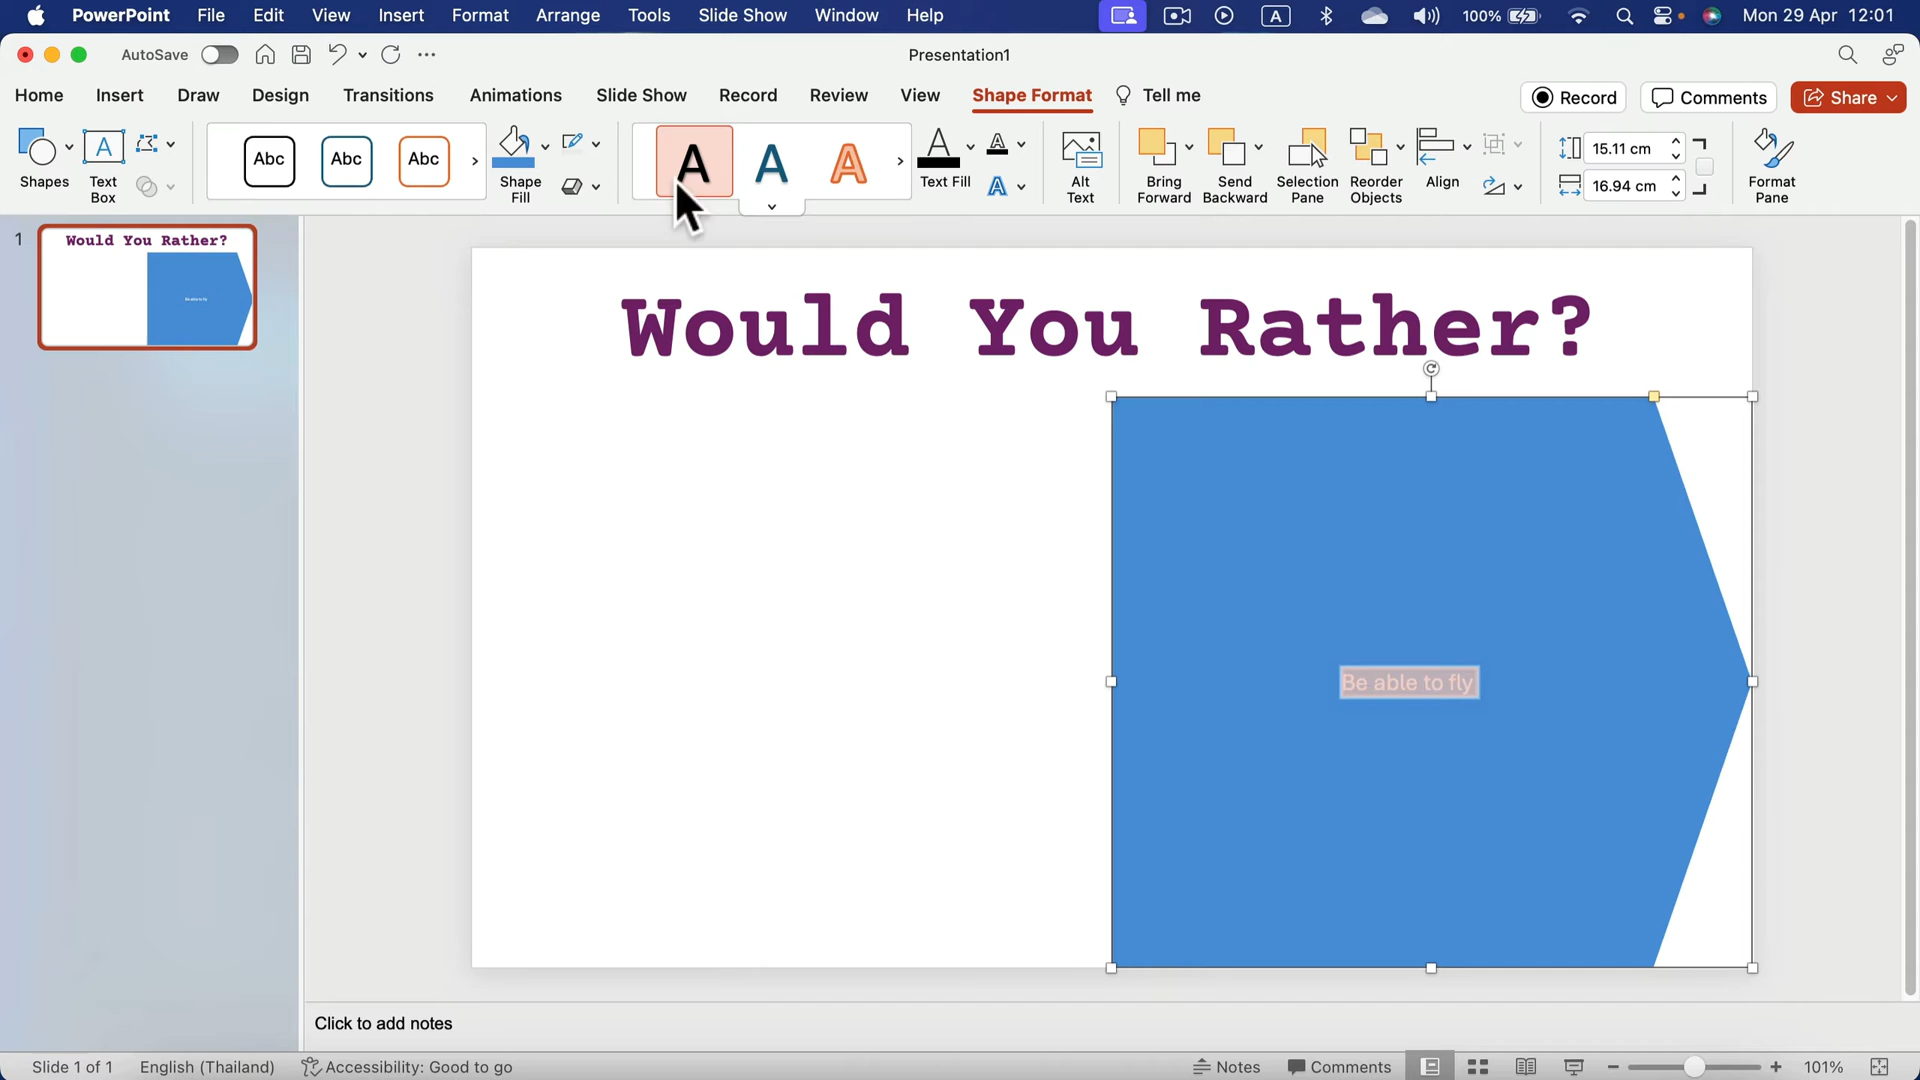 PowerPoint File Edit View Insert Format Arrange Tools Slide Show Window Help A 100% Mon 29 Apr 12:01
AutoSave Presentation1
Home Insert Draw Design Transitions Animations Slide Show Record Review View Shape Format Tell me Record Comments Share
Shapes
Text
Box
Abc Abc Abc
Shape
Fill
A A A
Text Fill
Alt
Text
Bring
Forward
Send
Backward
Selection
Pane
Reorder
Objects
Align
15.11 cm
16.94 cm
Format
Pane
1
Would You Rather?
Be able to fly
Would You Rather?
Be able to fly
Click to add notes
Slide 1 of 1 English (Thailand) Accessibility: Good to go Notes Comments 101%